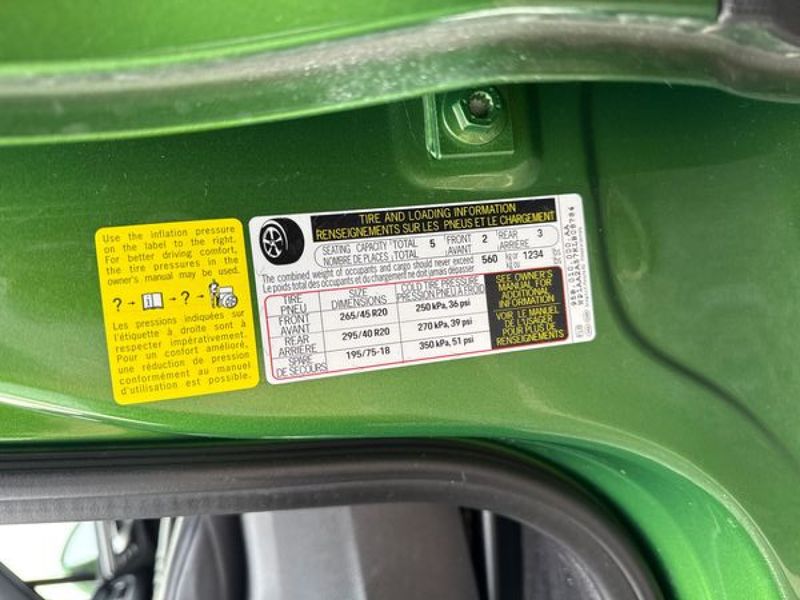 Use the inflation pressure
on the label to the right.
For better driving comfort,
the tire pressures in the
owner's manual may be used.
? → i → ? →
Les pressions indiquées sur
l'étiquette à droite sont à
respecter impérativement.
Pour un confort amélioré,
une réduction de pression
conformément au manuel
d'utilisation est possible.
TIRE AND LOADING INFORMATION
RENSEIGNEMENTS SUR LES PNEUS ET LE CHARGEMENT
SEATING CAPACITY TOTAL 5 FRONT 2 REAR 3
NOMBRE DE PLACES TOTAL AVANT ARRIERE
The combined weight of occupants and cargo should never exceed 560 kg or 1234
Le poids total des occupants et du chargement ne doit jamais dépasser kg ou
TIRE SIZE COLD TIRE PRESSURE
PNEU DIMENSIONS PRESSION PNEU À FROID
FRONT 265/45 R20 250 kPa, 36 psi
AVANT
REAR 295/40 R20 270 kPa, 39 psi
ARRIERE
SPARE 195/75-18 350 kPa, 51 psi
DE SECOURS
SEE OWNER'S
MANUAL FOR
ADDITIONAL
INFORMATION
VOIR LE MANUEL
DE L'USAGER
POUR PLUS DE
RENSEIGNEMENTS